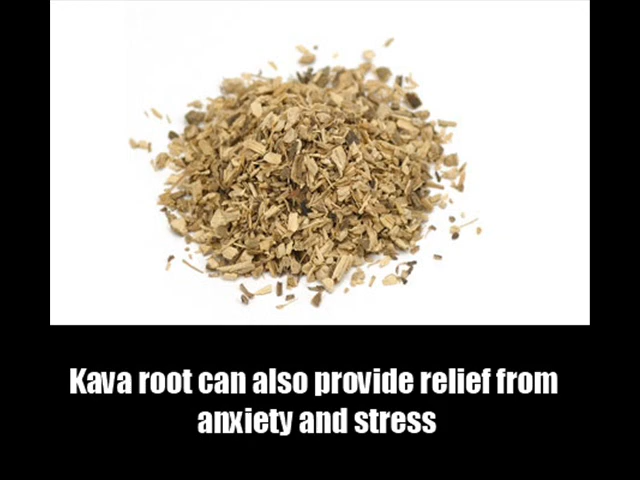 Kava root can also provide relief from
anxiety and stress